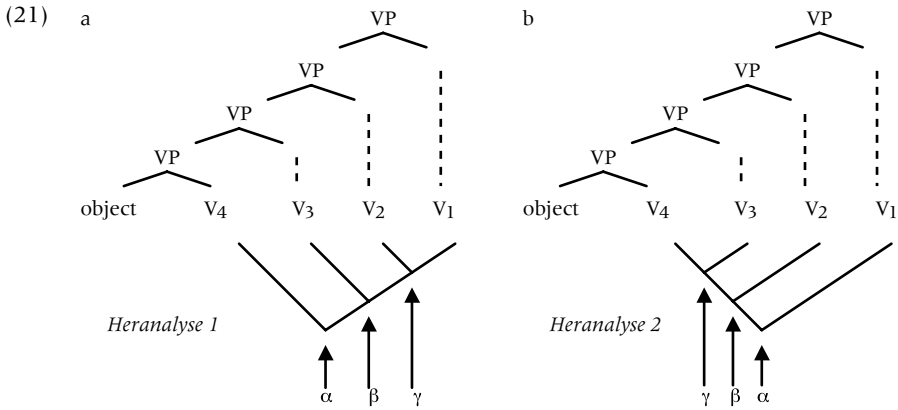 (21) a b
VP VP
VP VP
VP VP
VP VP
object V₄ V₃ V₂ V₁ object V₄ V₃ V₂ V₁
Heranalyse 1 Heranalyse 2
α β γ γ β α